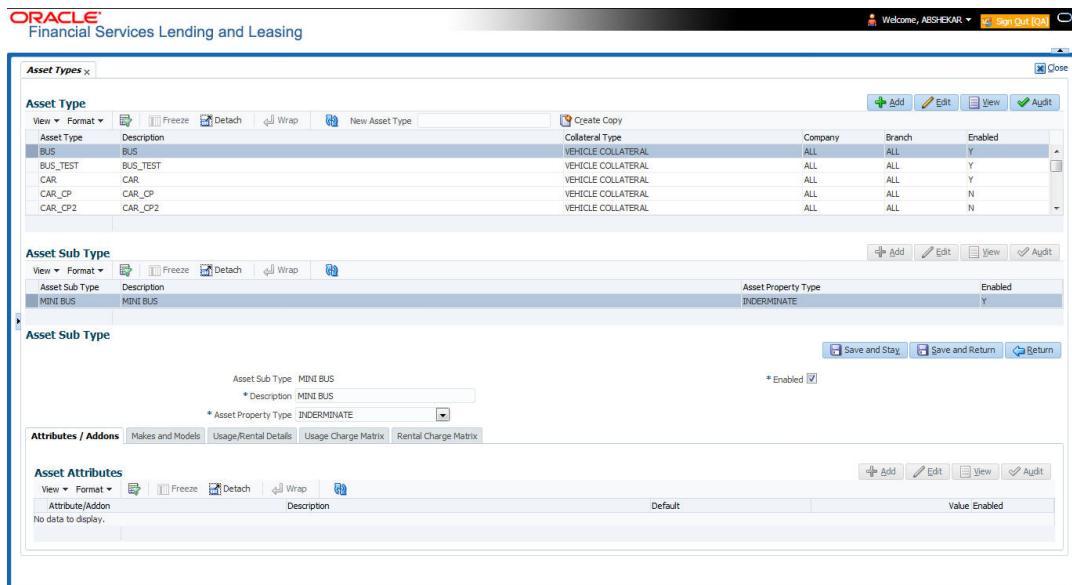 ORACLE®
Financial Services Lending and Leasing
Welcome, ABSHEKAR
Sign Out [QA]
Asset Types x
Close
Asset Type
Add Edit View Audit
View Format Freeze Detach Wrap New Asset Type Create Copy
Asset Type Description Collateral Type Company Branch Enabled
BUS BUS VEHICLE COLLATERAL ALL ALL Y
BUS_TEST BUS_TEST VEHICLE COLLATERAL ALL ALL Y
CAR CAR VEHICLE COLLATERAL ALL ALL Y
CAR_CP CAR_CP VEHICLE COLLATERAL ALL ALL N
CAR_CP2 CAR_CP2 VEHICLE COLLATERAL ALL ALL N
Asset Sub Type
Add Edit View Audit
View Format Freeze Detach Wrap
Asset Sub Type Description Asset Property Type Enabled
MINI BUS MINI BUS INDERMINATE Y
Asset Sub Type
Save and Stay Save and Return Return
Asset Sub Type MINI BUS
* Enabled
* Description MINI BUS
* Asset Property Type INDERMINATE
Attributes / Addons Makes and Models Usage/Rental Details Usage Charge Matrix Rental Charge Matrix
Asset Attributes
Add Edit View Audit
View Format Freeze Detach Wrap
Attribute/Addon Description Default Value Enabled
No data to display.